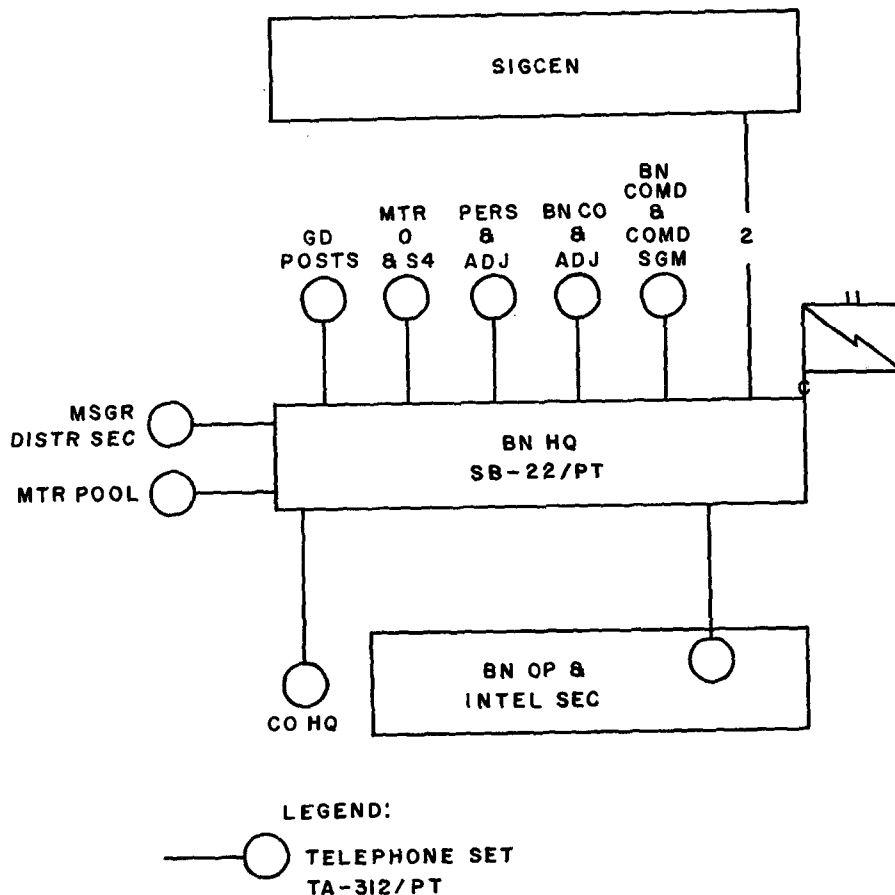 SIGCEN
GD
POSTS
MTR
O
& S4
PERS
&
ADJ
BN CO
&
ADJ
BN
COMD
&
COMD
SGM
2
MSGR
DISTR SEC
MTR POOL
BN HQ
SB-22/PT
C
BN OP &
INTEL SEC
CO HQ
LEGEND:
TELEPHONE SET
TA-312/PT